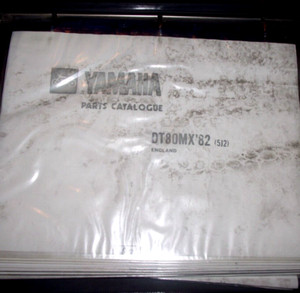 YAMAHA
PARTS CATALOGUE
DT80MX'82 (5J2)
ENGLAND